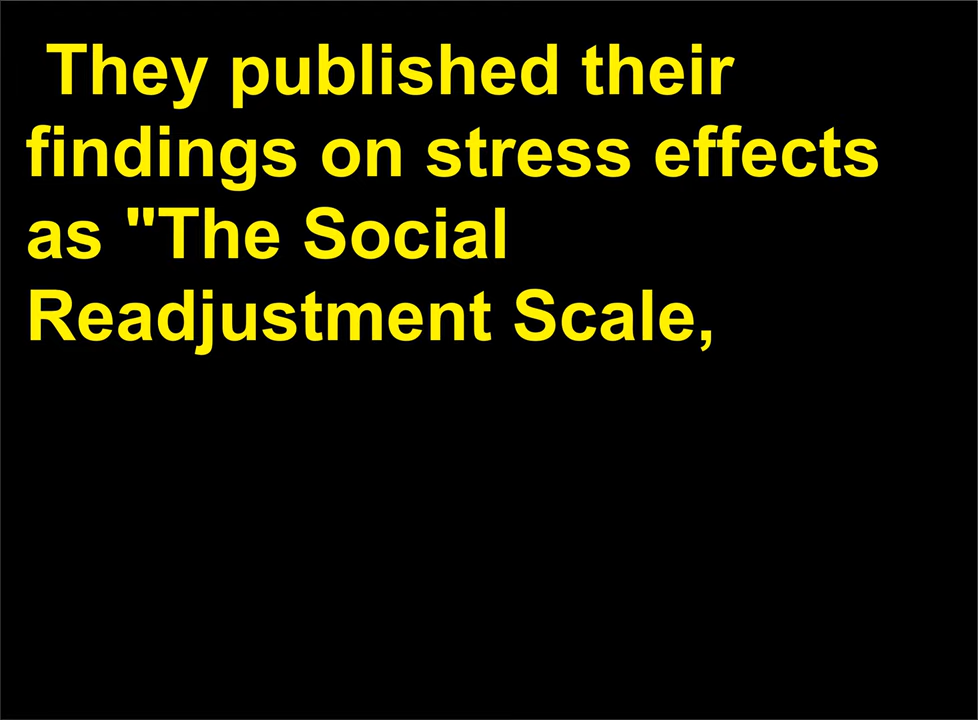 They published their
findings on stress effects
as "The Social
Readjustment Scale,